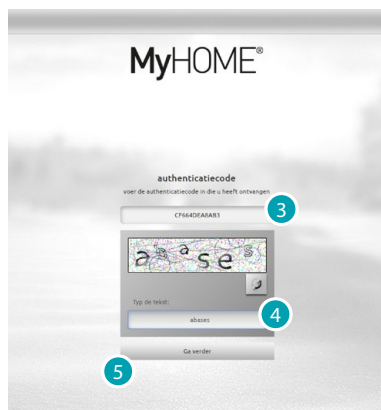 MyHOME®
authenticatiecode
voer de authenticatiecode in die u heeft ontvangen
CF664DEA8AB3
3
abases
Typ de tekst:
abases
4
Ga verder
5